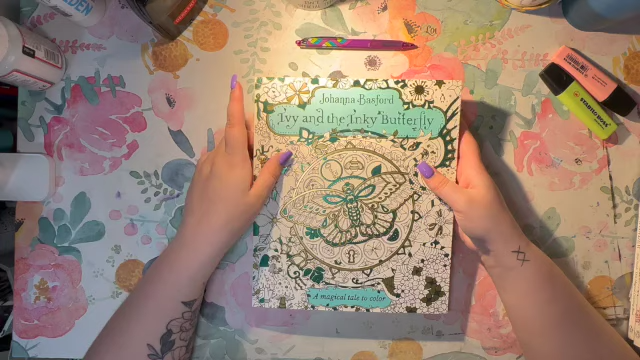 Johanna Basford
Ivy and the Inky Butterfly
A magical tale to color